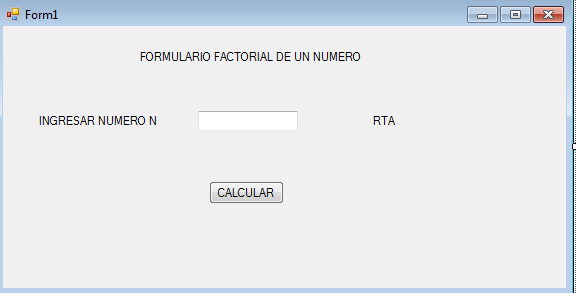 Form1
FORMULARIO FACTORIAL DE UN NUMERO
INGRESAR NUMERO N RTA
CALCULAR